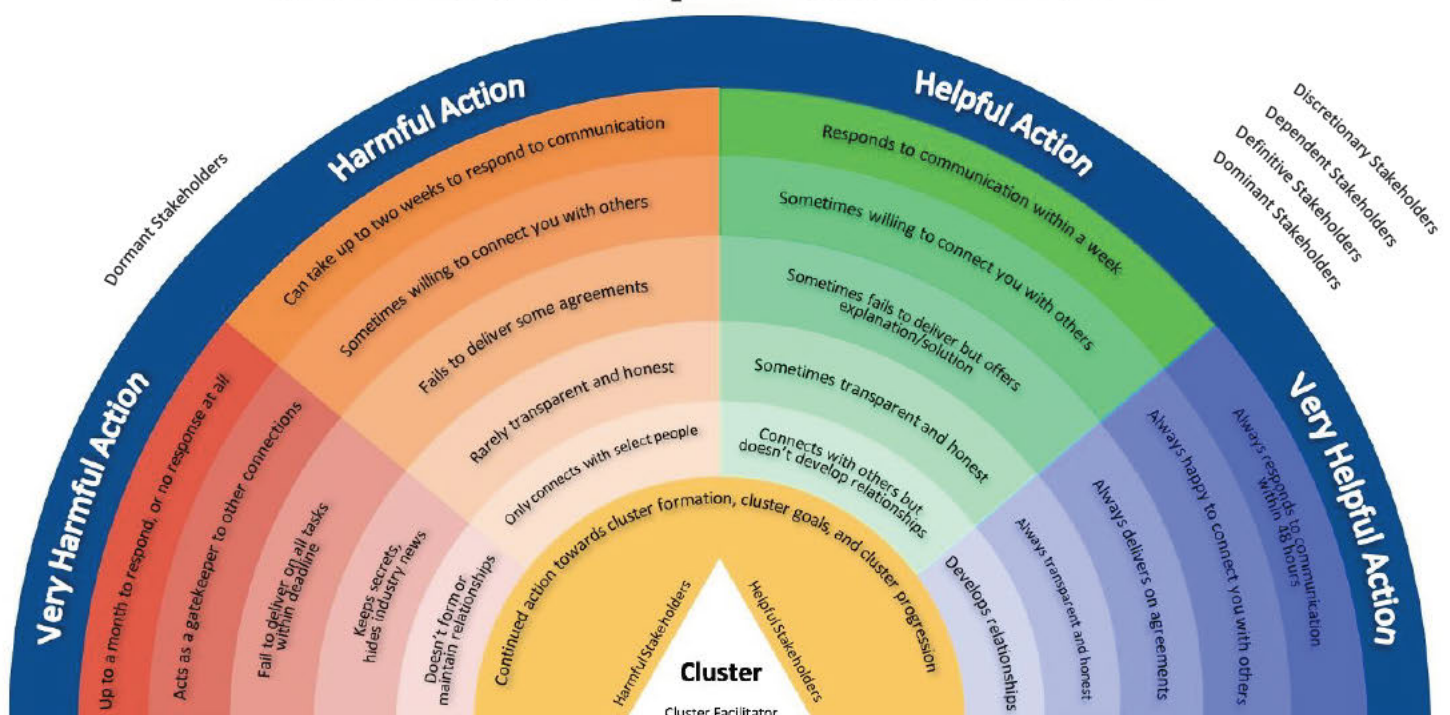 Harmful Action
Helpful Action
Very Harmful Action
Very Helpful Action
Dormant Stakeholders
Discretionary Stakeholders
Dependent Stakeholders
Definitive Stakeholders
Dominant Stakeholders
Up to a month to respond, or no response at all
Acts as a gatekeeper to other connections
Fail to deliver on all tasks
within deadline
Keeps secrets,
hides industry news
Doesn't form or
maintain relationships
Can take up to two weeks to respond to communication
Sometimes willing to connect you with others
Fails to deliver some agreements
Rarely transparent and honest
Only connects with select people
Responds to communication within a week
Sometimes willing to connect you with others
Sometimes fails to deliver but offers
explanation/solution
Sometimes transparent and honest
Connects with others but
doesn't develop relationships
Always responds to communication
within 48 hours
Always happy to connect you with others
Always delivers on agreements
Always transparent and honest
Develops relationships
Continued action towards cluster formation, cluster goals, and cluster progression
Harmful Stakeholders
Helpful Stakeholders
Cluster
Cluster Facilitator